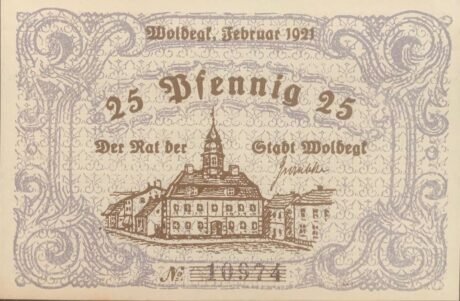 Woldegk, Februar 1921
25 Pfennig 25
Der Rat der Stadt Woldegk
№ 10974